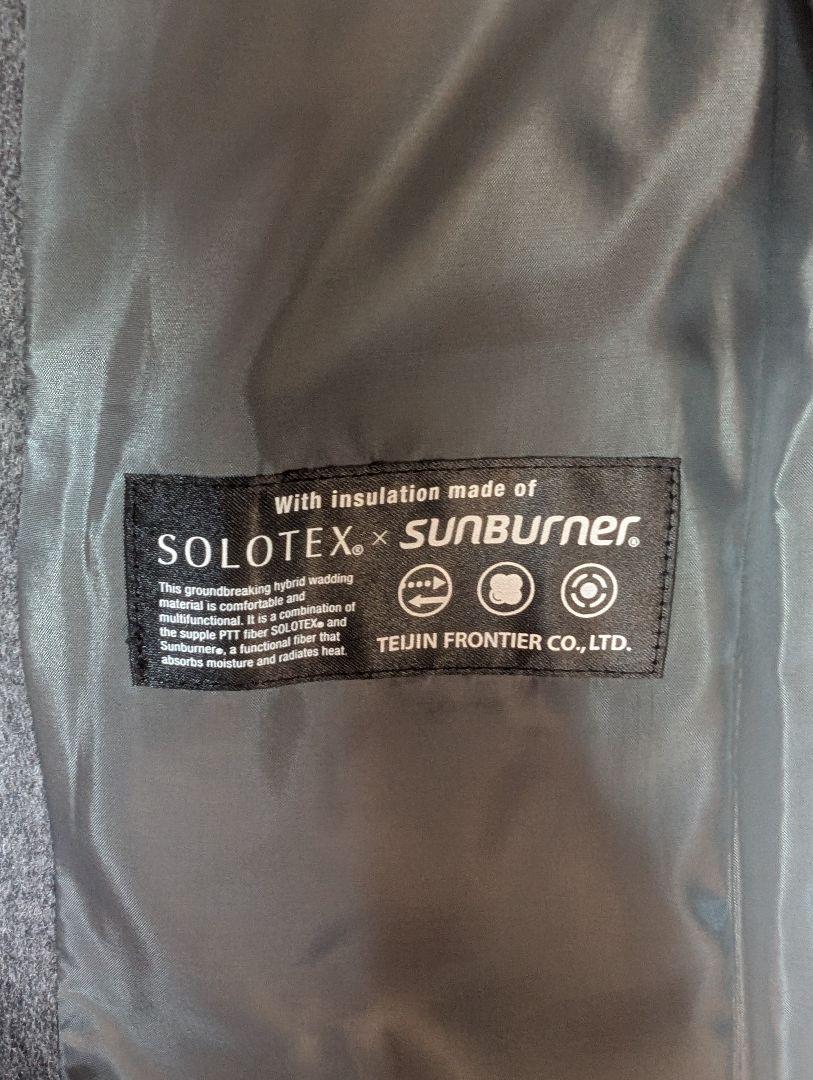 With insulation made of
SOLOTEX® × SUNBURNER®
This groundbreaking hybrid wadding
material is comfortable and
multifunctional. It is a combination of
the supple PTT fiber SOLOTEX® and
Sunburner®, a functional fiber that
absorbs moisture and radiates heat.
TEIJIN FRONTIER CO., LTD.